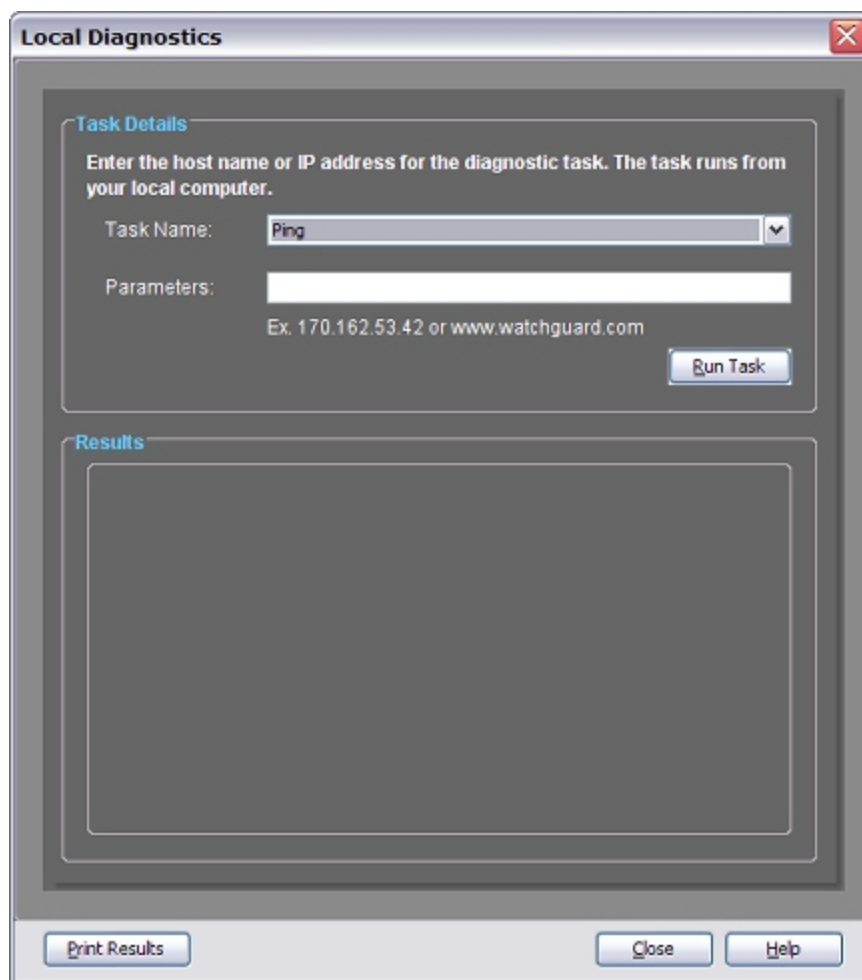 Local Diagnostics
Task Details
Enter the host name or IP address for the diagnostic task. The task runs from
your local computer.
Task Name:
Ping
Parameters:
Ex. 170.162.53.42 or www.watchguard.com
Run Task
Results
Print Results
Close
Help